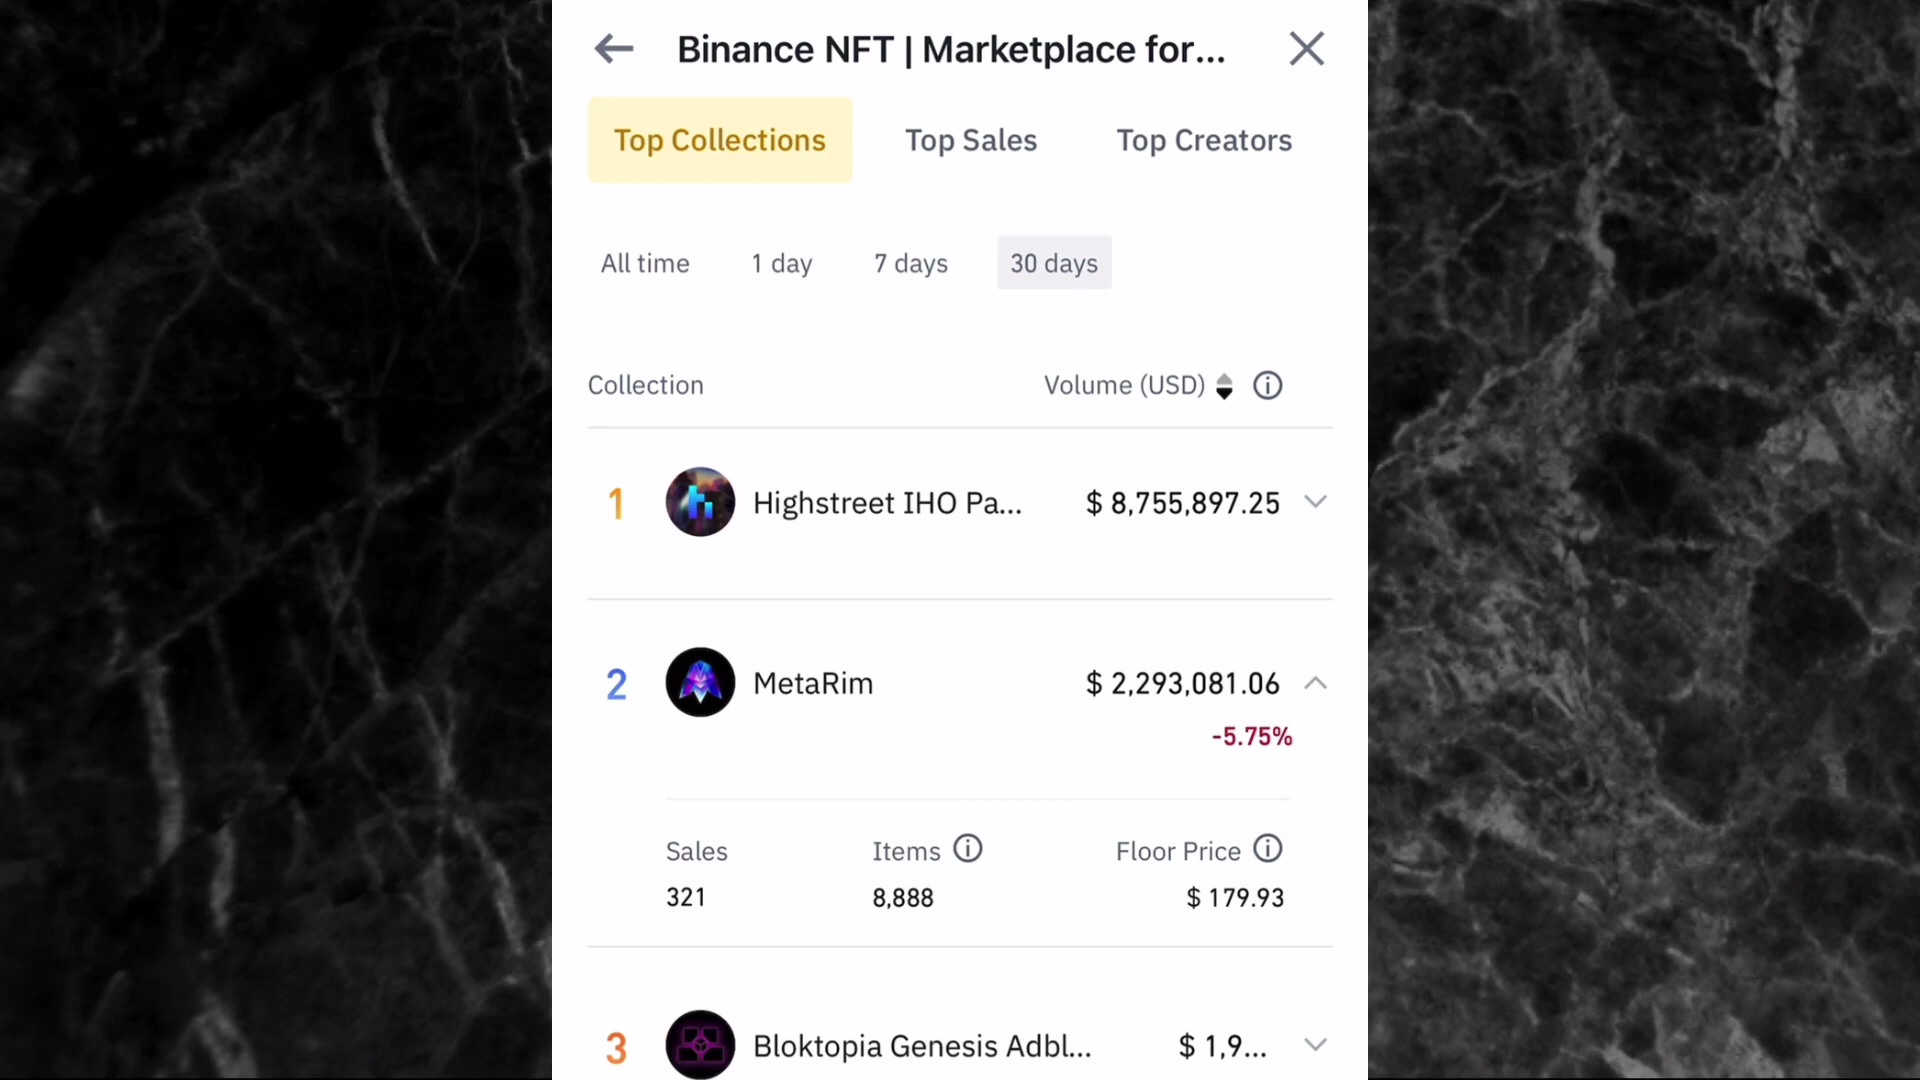 Binance NFT | Marketplace for...
Top Collections Top Sales Top Creators
All time 1 day 7 days 30 days
Collection Volume (USD)
1 Highstreet IHO Pa... $ 8,755,897.25
2 MetaRim $ 2,293,081.06
-5.75%
Sales Items Floor Price
321 8,888 $ 179.93
3 Bloktopia Genesis Adbl... $ 1,9...